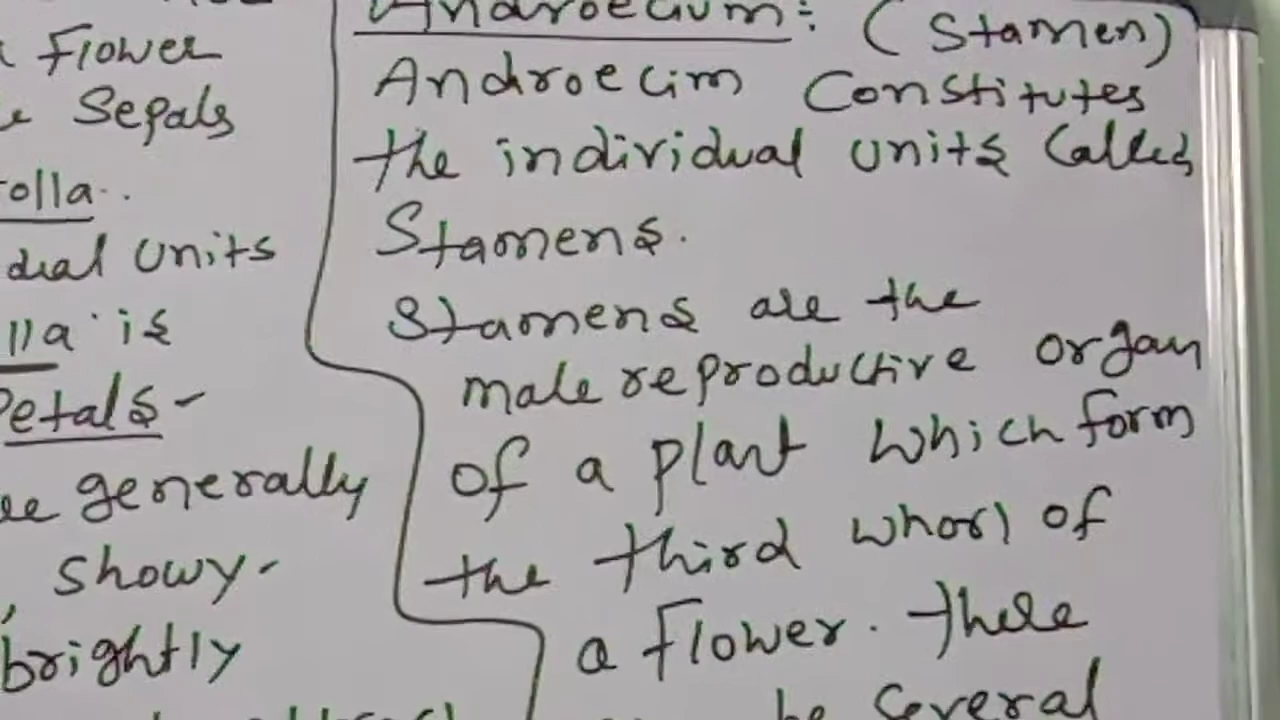 Flower
Sepals
olla..
dual units
lla is
Petals-
generally
showy-
brightly
Androecium: (Stamen)
Androecim Constitutes
the individual units Called
Stamens.
Stamens are the
male reproductive organ
of a plant which form
the third whorl of
a flower. there
be several